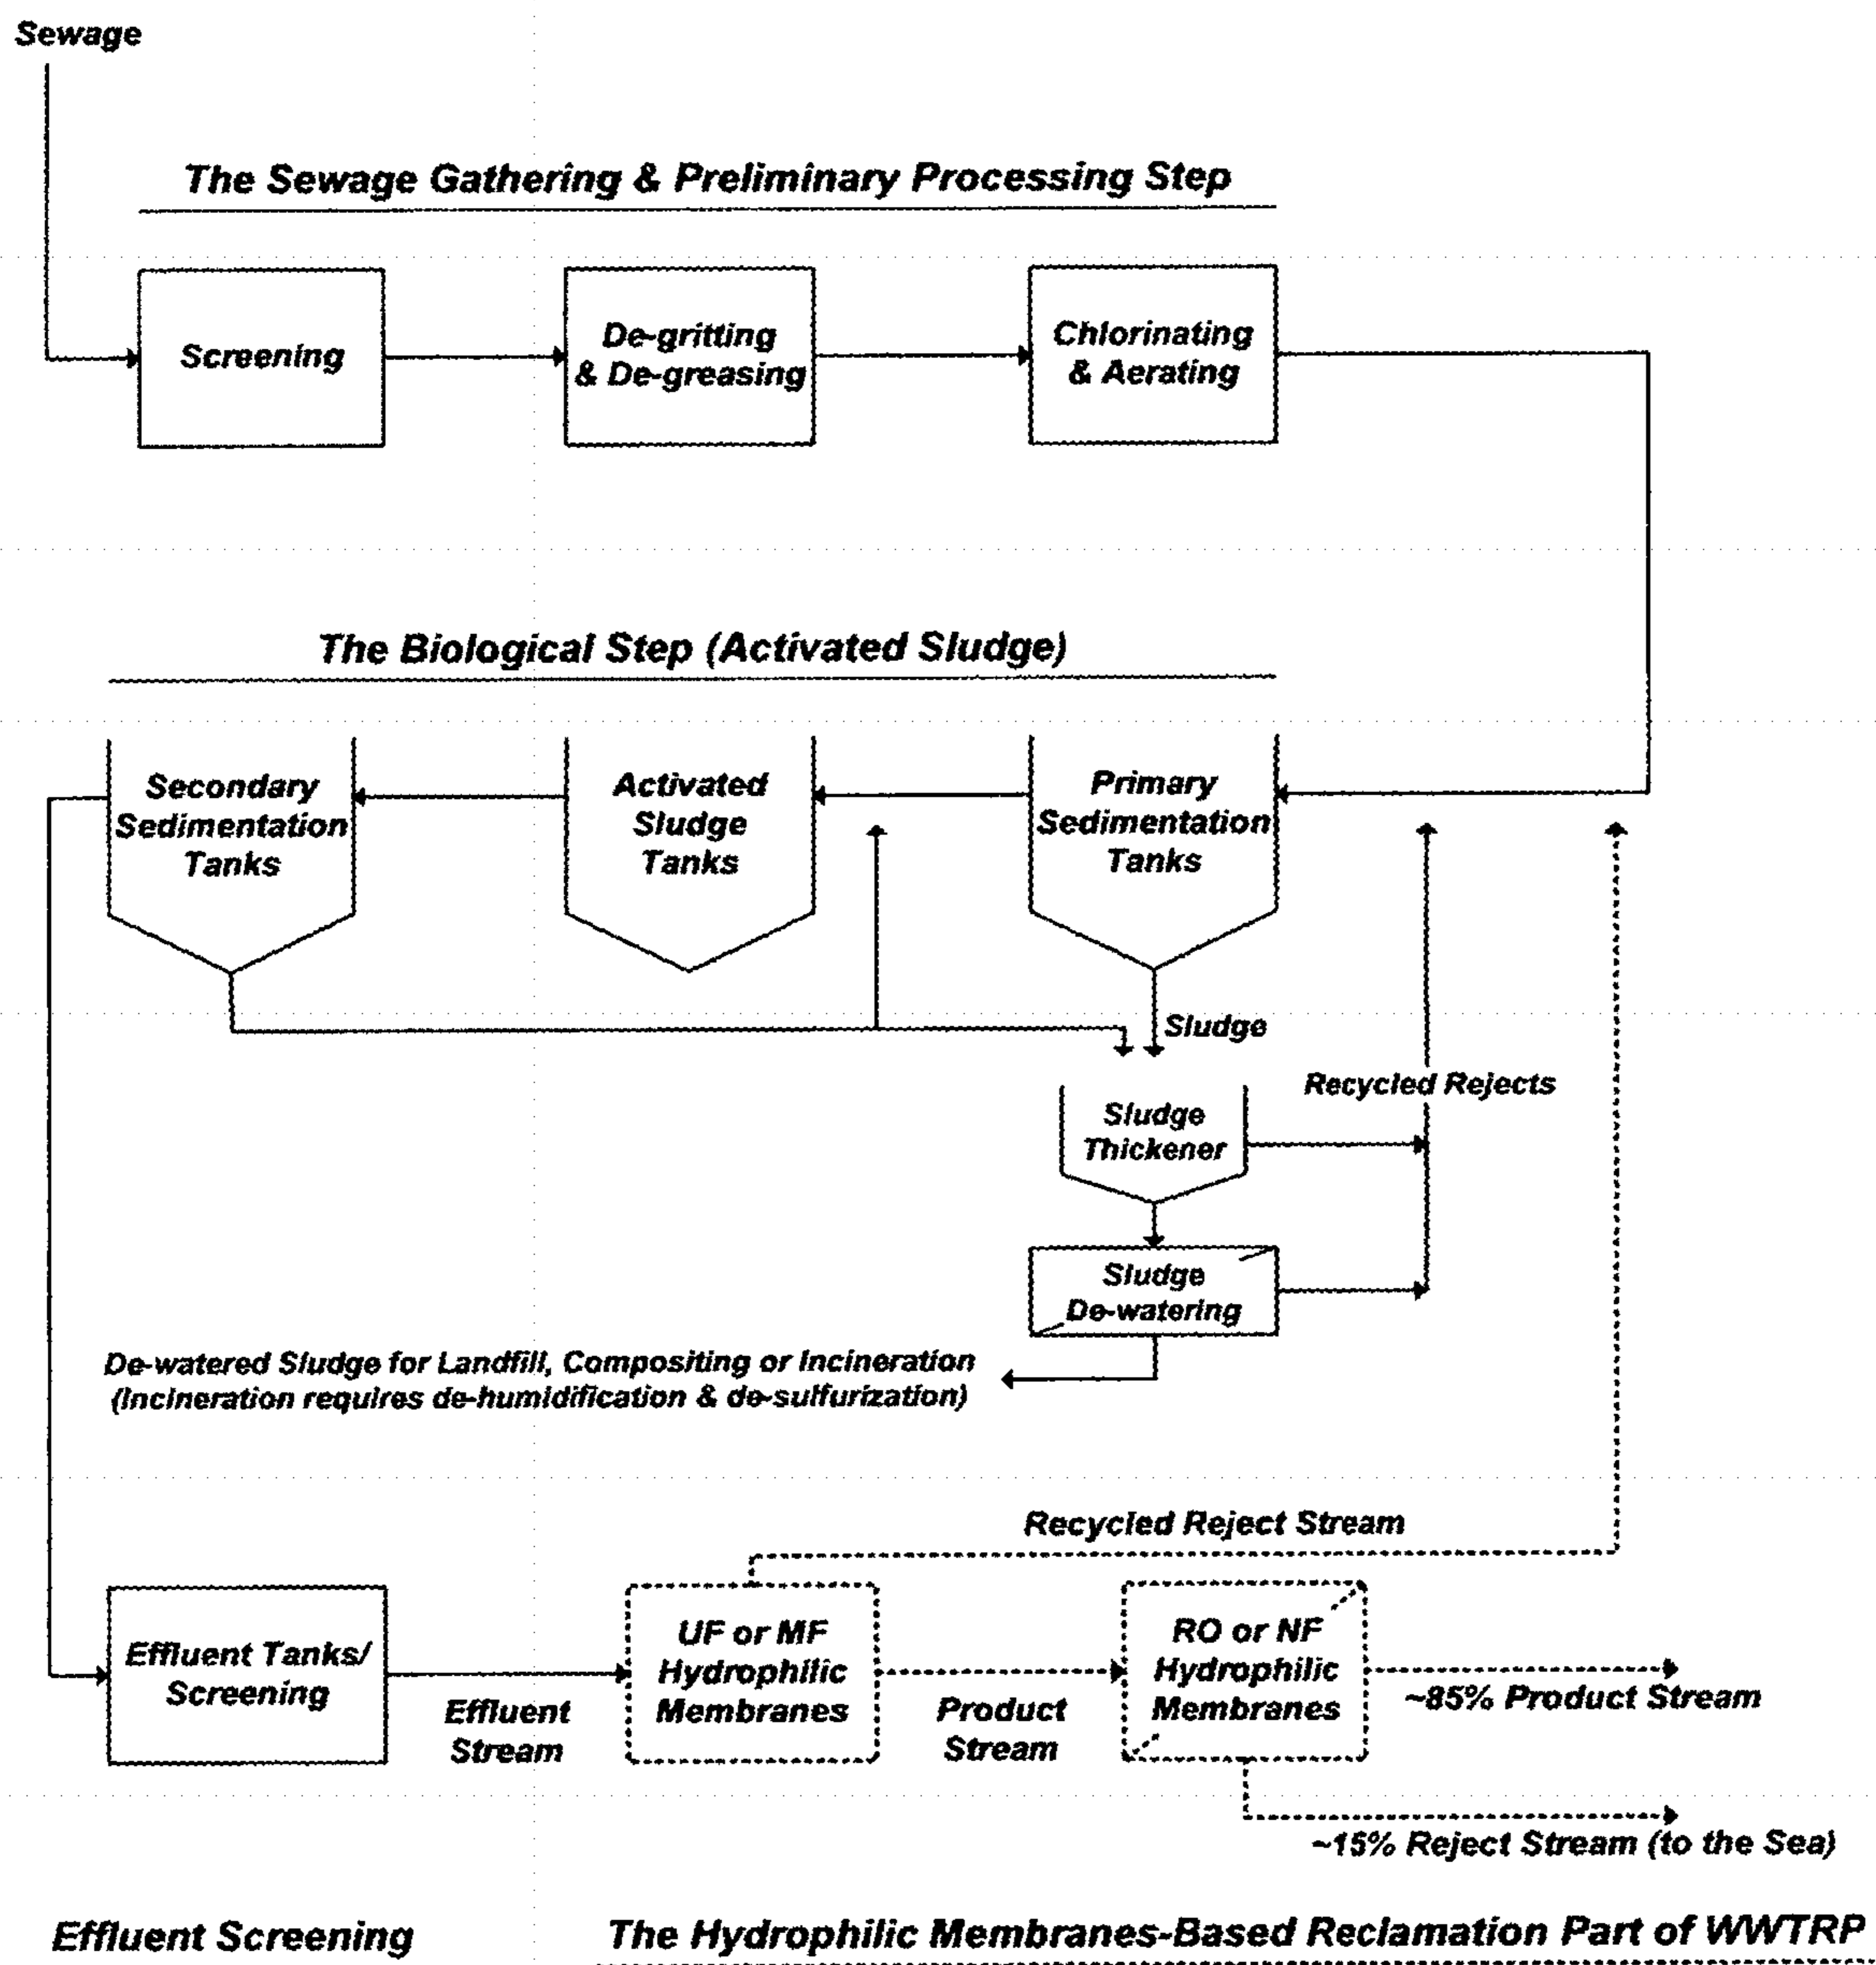 Sewage
The Sewage Gathering & Preliminary Processing Step
Screening
De-gritting
& De-greasing
Chlorinating
& Aerating
The Biological Step (Activated Sludge)
Secondary
Sedimentation
Tanks
Activated
Sludge
Tanks
Primary
Sedimentation
Tanks
Sludge
Recycled Rejects
Sludge
Thickener
Sludge
De-watering
De-watered Sludge for Landfill, Compositing or Incineration
(Incineration requires de-humidification & de-sulfurization)
Recycled Reject Stream
Effluent Tanks/
Screening
Effluent
Stream
UF or MF
Hydrophilic
Membranes
Product
Stream
RO or NF
Hydrophilic
Membranes
~85% Product Stream
~15% Reject Stream (to the Sea)
Effluent Screening
The Hydrophilic Membranes-Based Reclamation Part of WWTRP